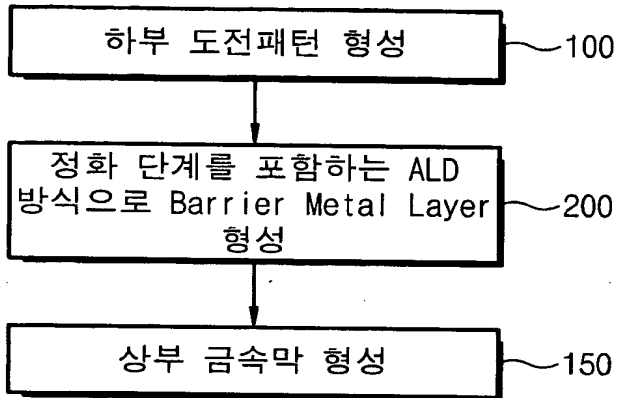 하부 도전패턴 형성
100
정화 단계를 포함하는 ALD
방식으로 Barrier Metal Layer
형성
200
상부 금속막 형성
150